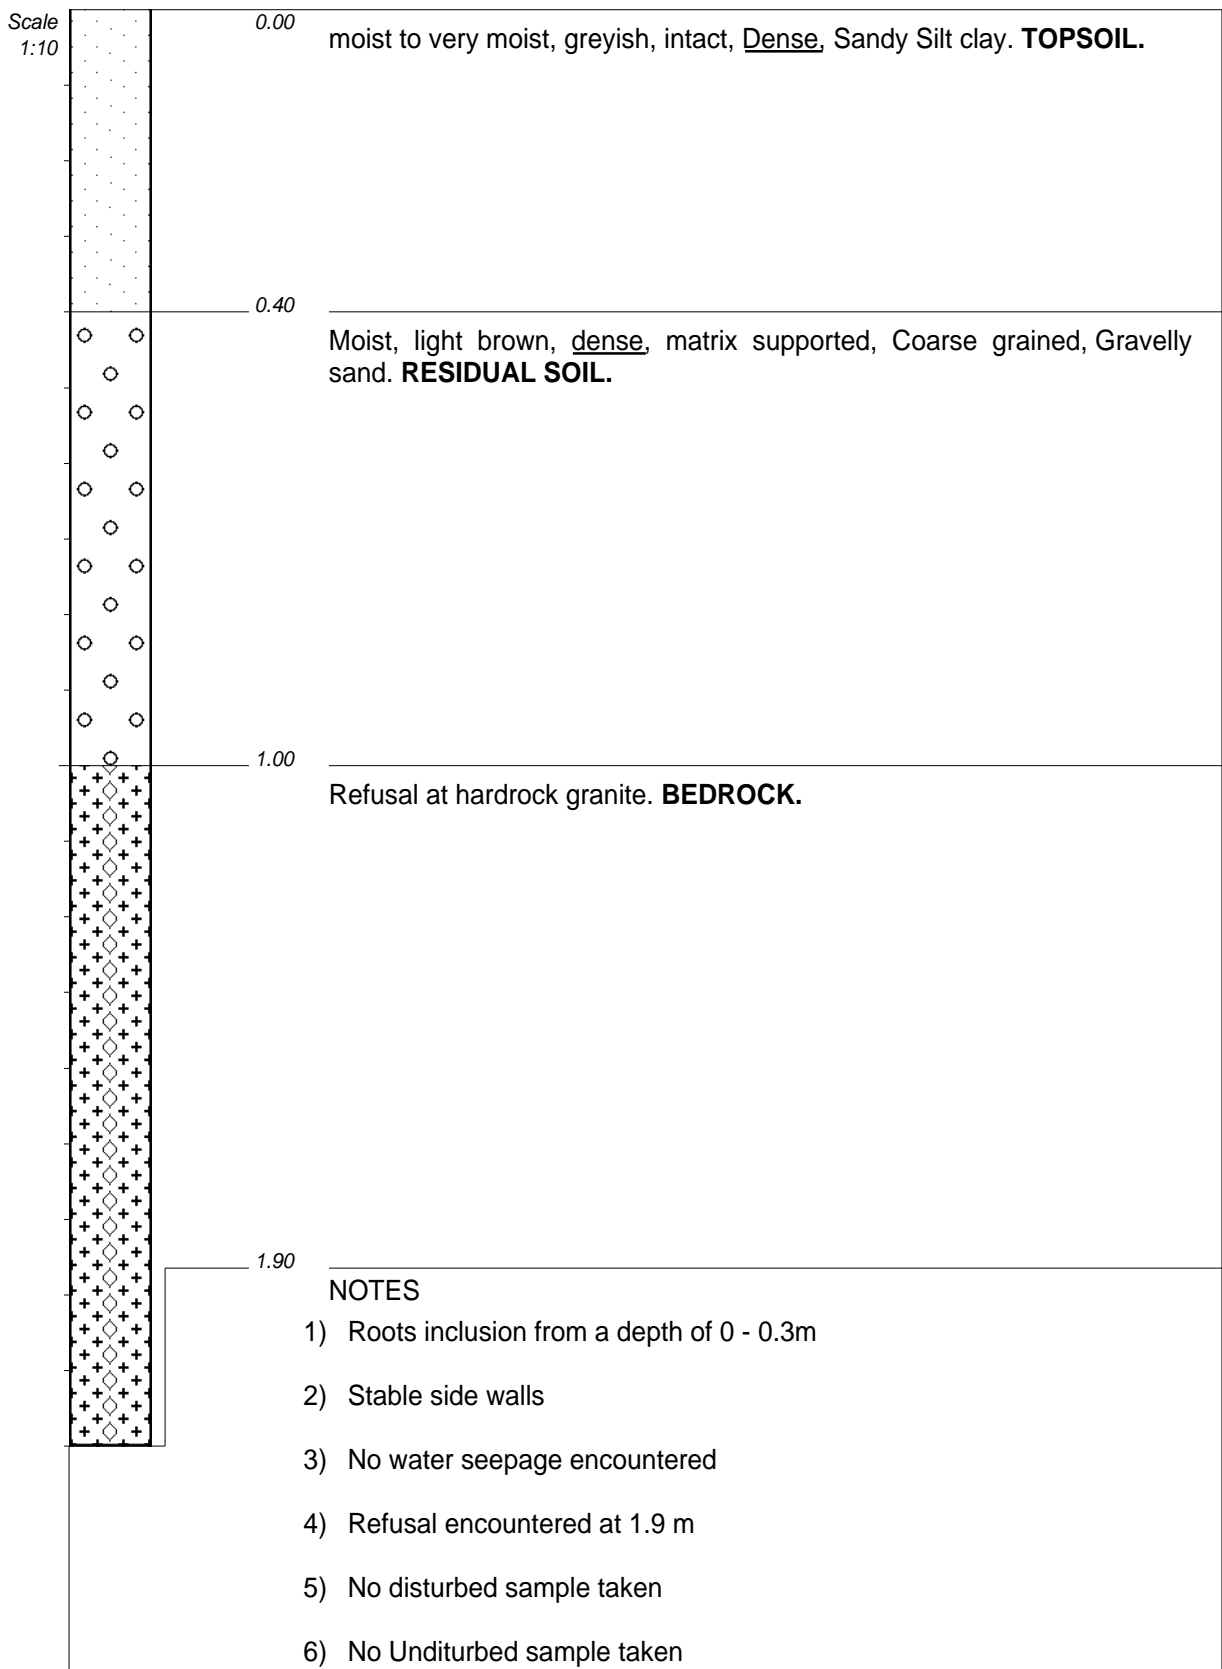 Scale
1:10
0.00
moist to very moist, greyish, intact, Dense, Sandy Silt clay. TOPSOIL.
0.40
Moist, light brown, dense, matrix supported, Coarse grained, Gravelly
sand. RESIDUAL SOIL.
1.00
Refusal at hardrock granite. BEDROCK.
1.90
NOTES
1) Roots inclusion from a depth of 0 - 0.3m
2) Stable side walls
3) No water seepage encountered
4) Refusal encountered at 1.9 m
5) No disturbed sample taken
6) No Unditurbed sample taken